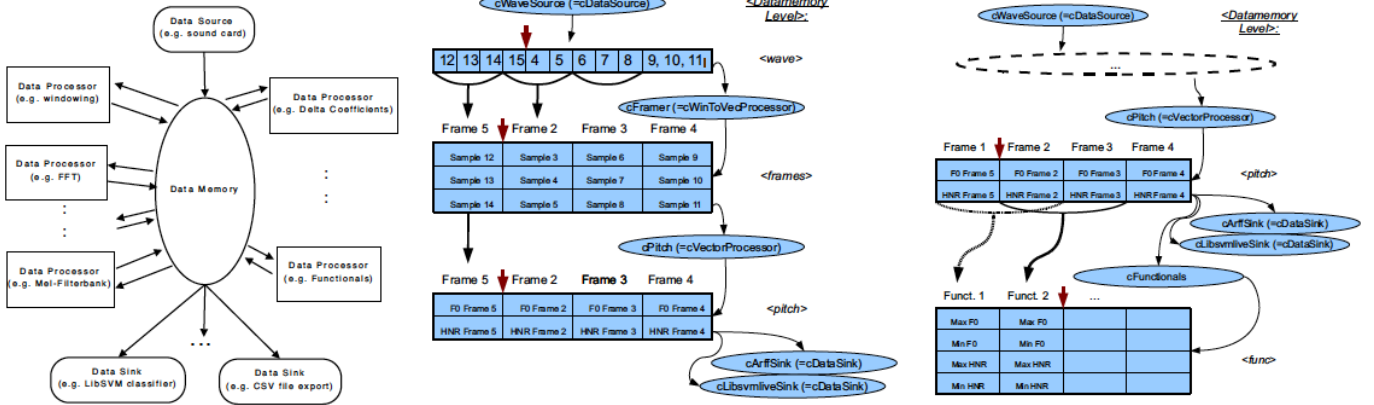 Data Source
(e.g. sound card)
Data Processor
(e.g. windowing)
Data Processor
(e.g. Delta Coefficients)
Data Processor
(e.g. FFT)
:
:
Data Memory
:
:
Data Processor
(e.g. Mel-Filterbank)
Data Processor
(e.g. Functionals)
...
Data Sink
(e.g. LibSVM classifier)
Data Sink
(e.g. CSV file export)
cWaveSource (=cDataSource)
<Datamemory
Level>:
12 13 14 15 4 5 6 7 8 9, 10, 11
<wave>
cFramer (=cWinToVecProcessor)
Frame 5 Frame 2 Frame 3 Frame 4
Sample 12 Sample 3 Sample 6 Sample 9
Sample 13 Sample 4 Sample 7 Sample 10
Sample 14 Sample 5 Sample 8 Sample 11
<frames>
cPitch (=cVectorProcessor)
Frame 5 Frame 2 Frame 3 Frame 4
F0 Frame 5 F0 Frame 2 F0 Frame 3 F0 Frame 4
HNR Frame 5 HNR Frame 2 HNR Frame 3 HNR Frame 4
<pitch>
cArffSink (=cDataSink)
cLibsvmliveSink (=cDataSink)
cWaveSource (=cDataSource)
<Datamemory
Level>:
...
cPitch (=cVectorProcessor)
Frame 1 Frame 2 Frame 3 Frame 4
F0 Frame 5 F0 Frame 2 F0 Frame 3 F0 Frame 4
HNR Frame 5 HNR Frame 2 HNR Frame 3 HNR Frame 4
<pitch>
cArffSink (=cDataSink)
cLibsvmliveSink (=cDataSink)
cFunctionals
Funct. 1 Funct. 2 ...
Max F0 Max F0
Min F0 Min F0
Max HNR Max HNR
Min HNR Min HNR
<func>